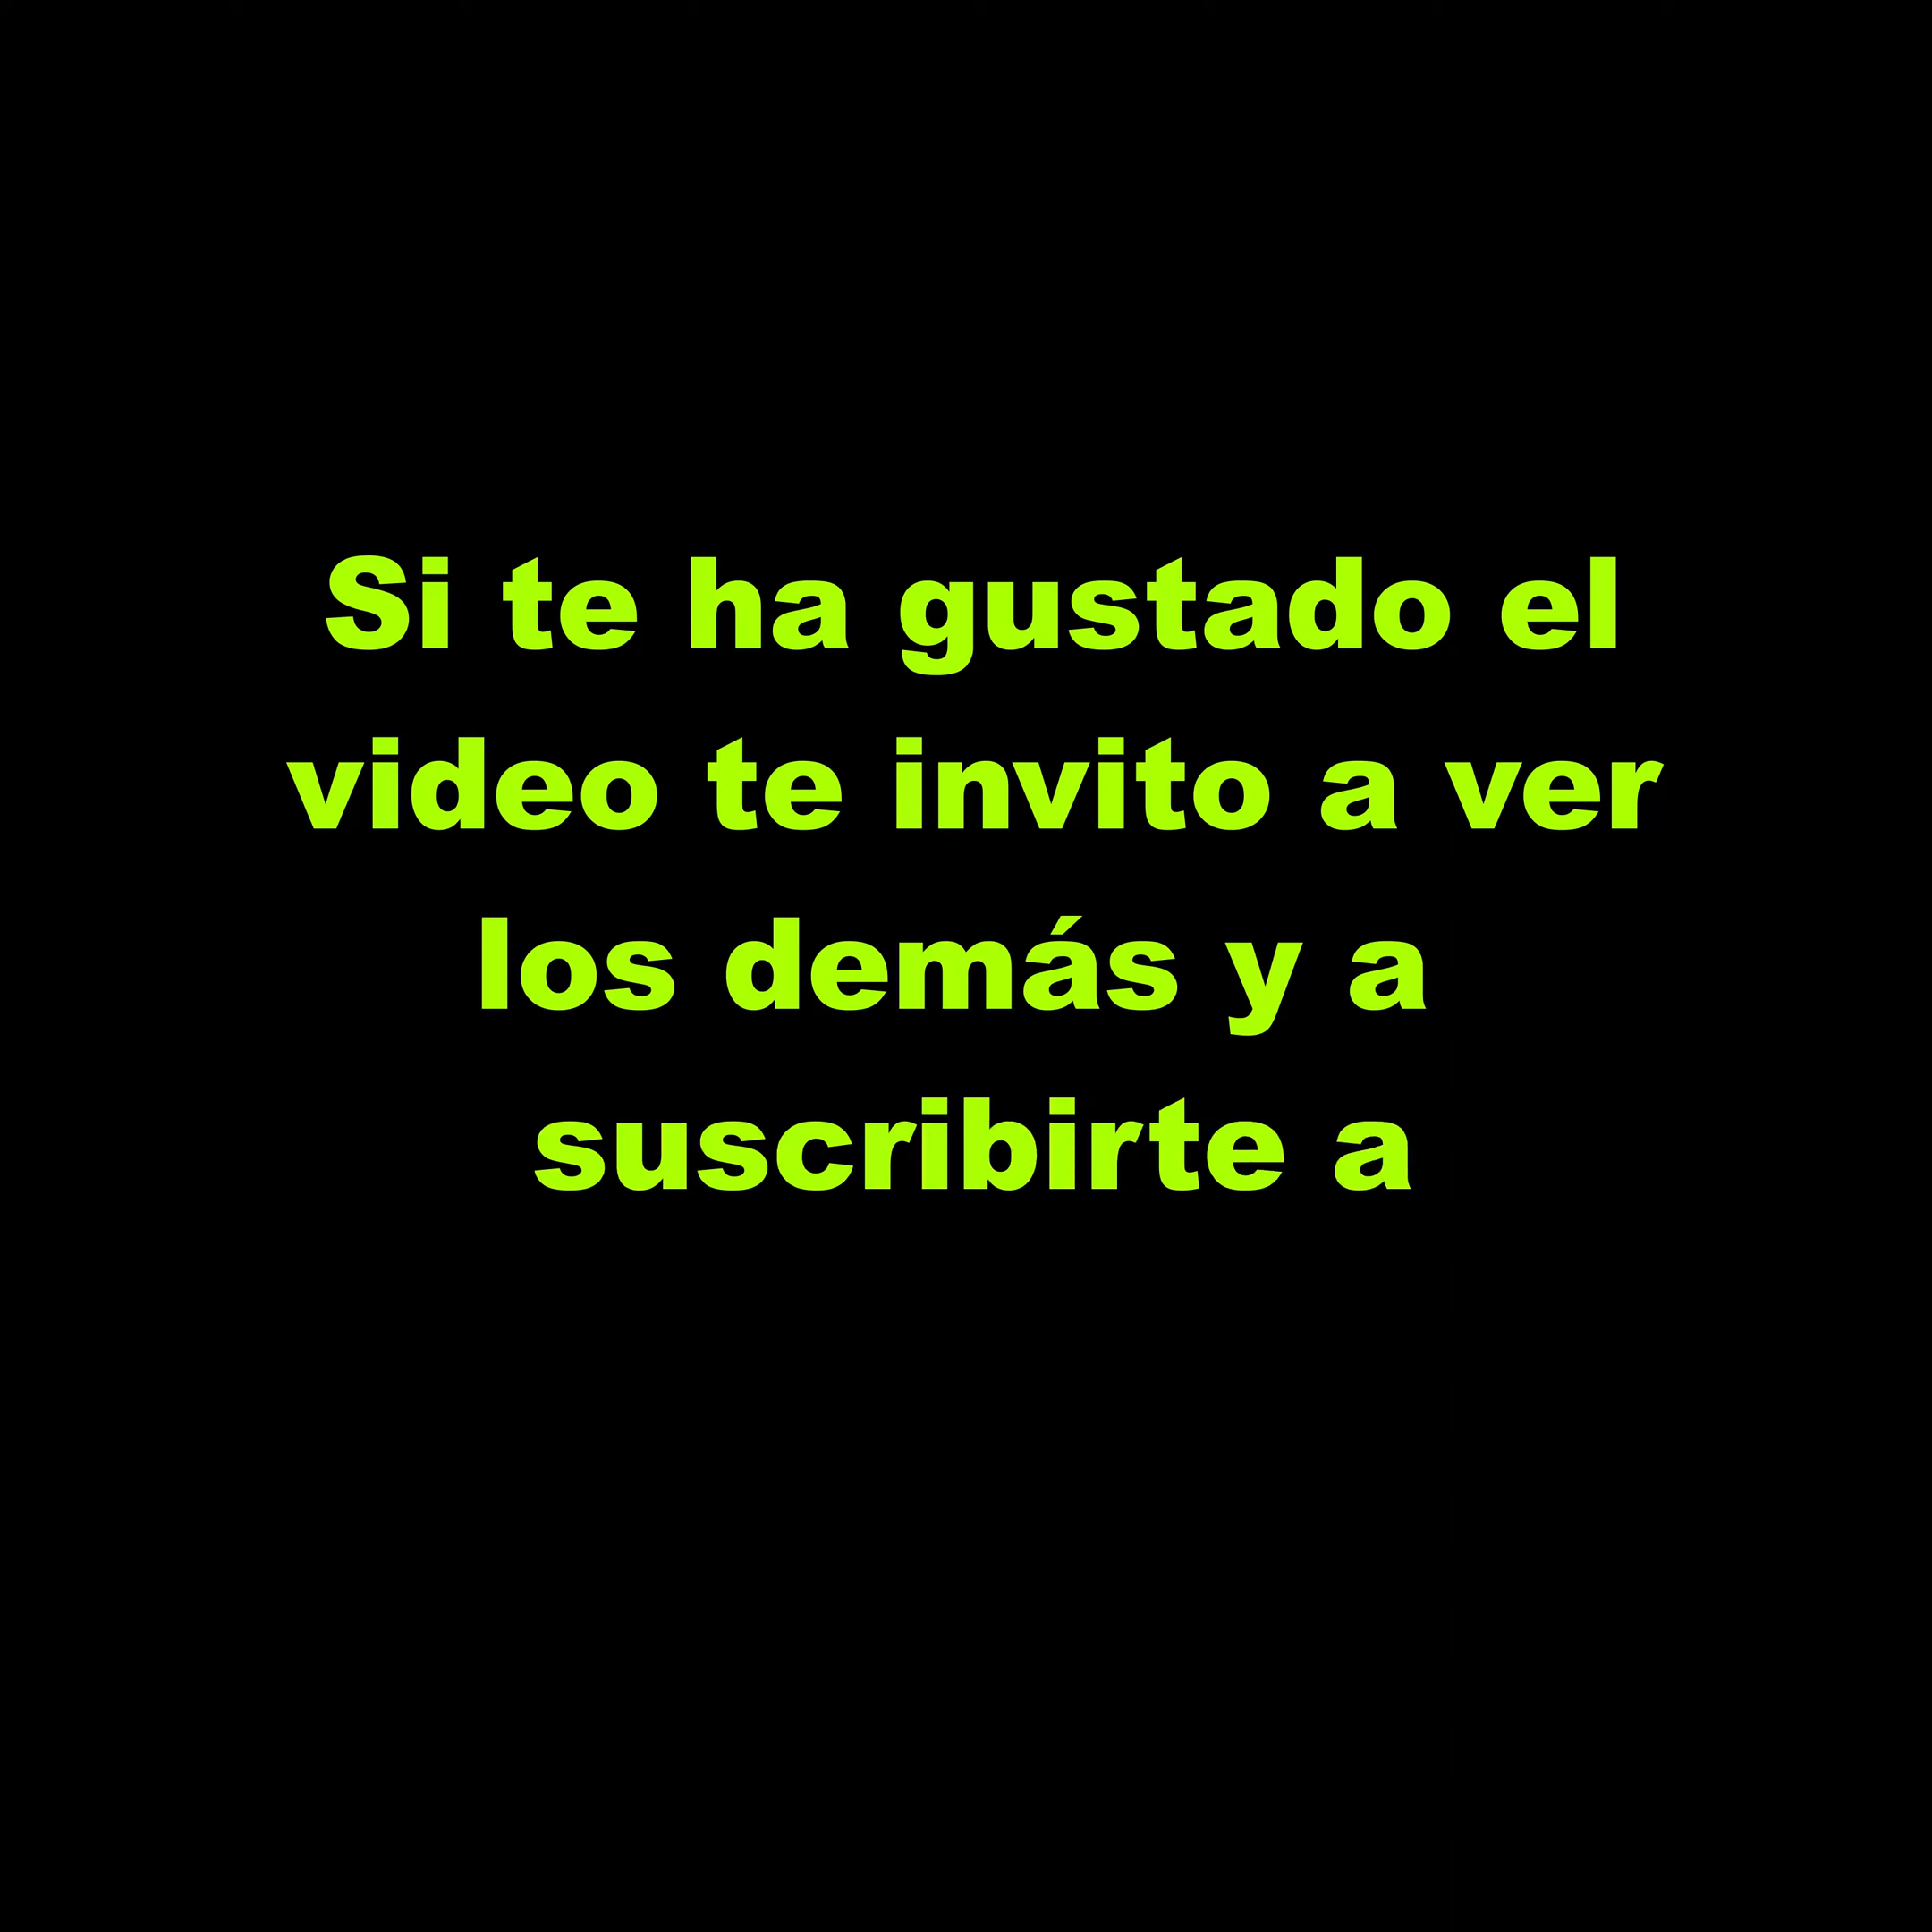 Si te ha gustado el
video te invito a ver
los demás y a
suscribirte a